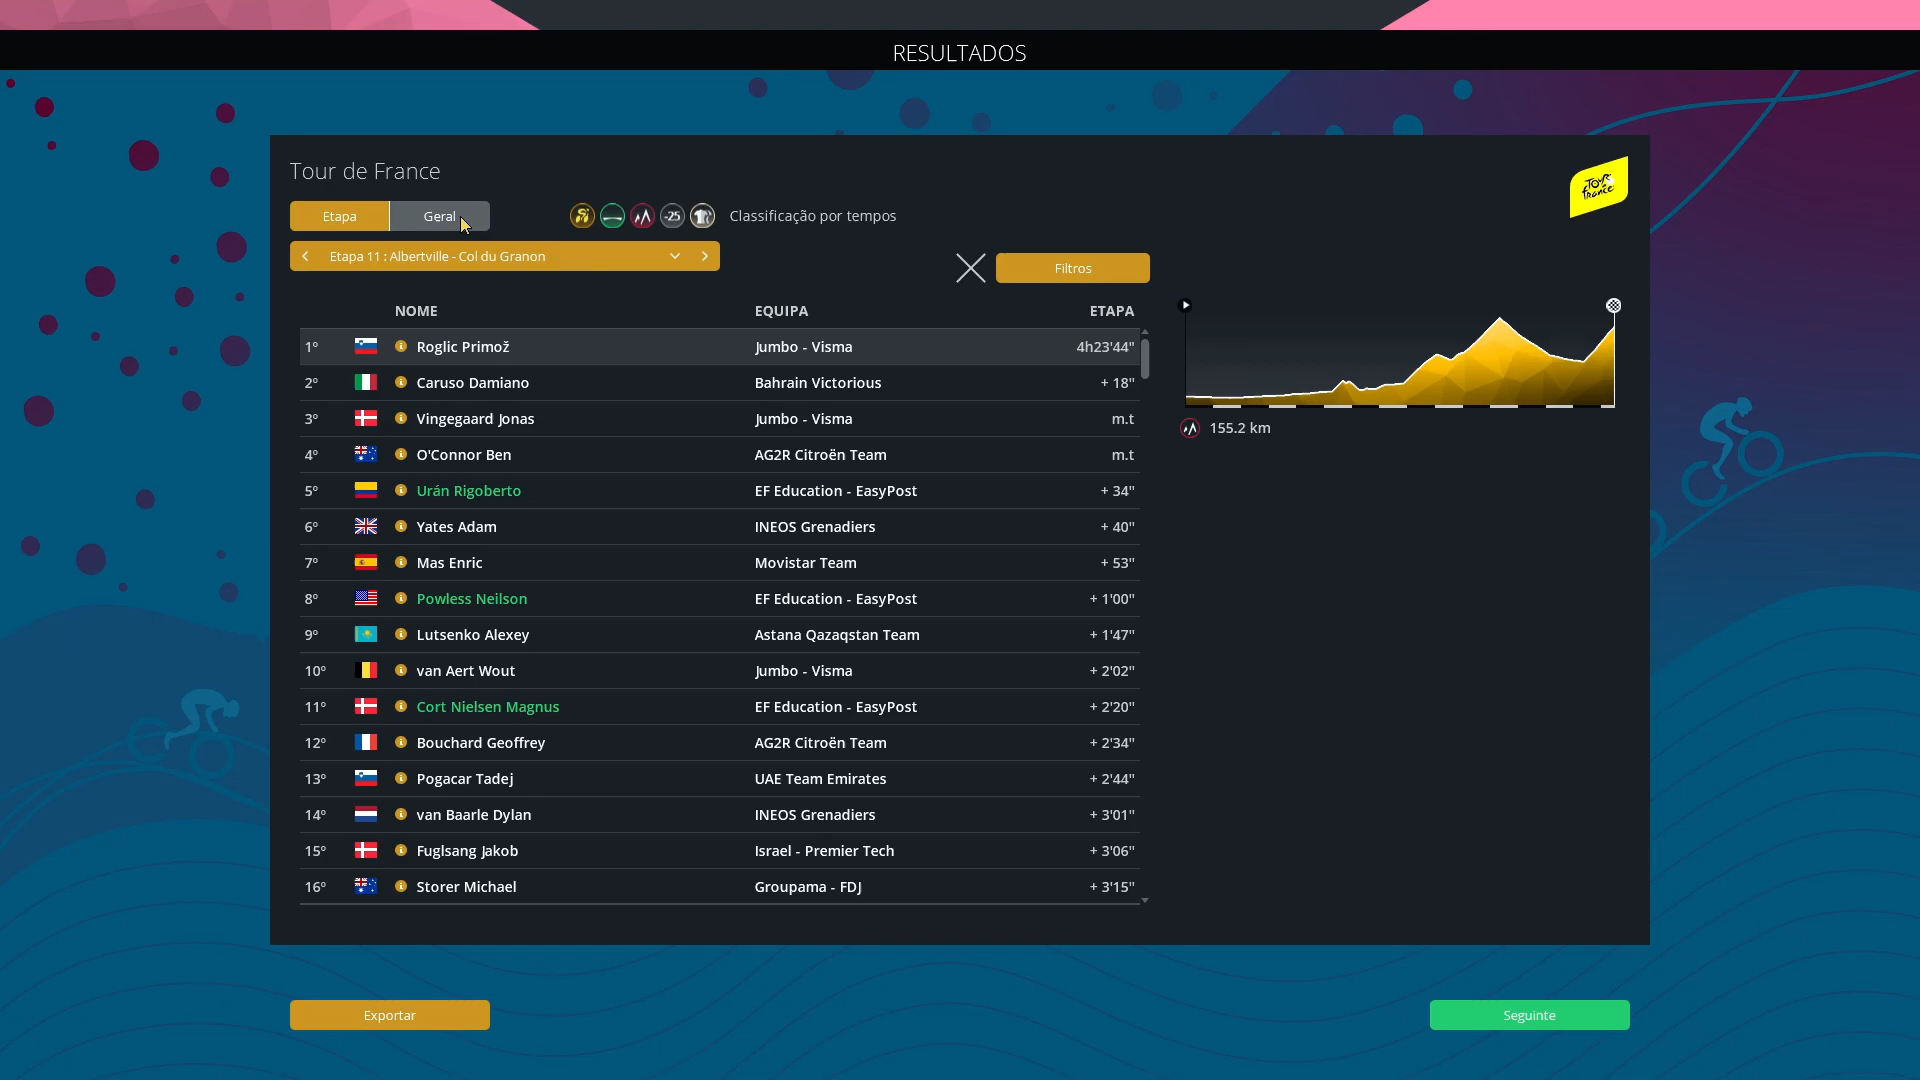 RESULTADOS
Tour de France
Etapa Geral -25 Classificação por tempos
Tour de France
Etapa 11 : Albertville - Col du Granon
Filtros
NOME EQUIPA ETAPA
1º Roglic Primož Jumbo - Visma 4h23'44''
2º Caruso Damiano Bahrain Victorious + 18''
3º Vingegaard Jonas Jumbo - Visma m.t
4º O'Connor Ben AG2R Citroën Team m.t
5º Urán Rigoberto EF Education - EasyPost + 34''
6º Yates Adam INEOS Grenadiers + 40''
7º Mas Enric Movistar Team + 53''
8º Powless Neilson EF Education - EasyPost + 1'00''
9º Lutsenko Alexey Astana Qazaqstan Team + 1'47''
10º van Aert Wout Jumbo - Visma + 2'02''
11º Cort Nielsen Magnus EF Education - EasyPost + 2'20''
12º Bouchard Geoffrey AG2R Citroën Team + 2'34''
13º Pogacar Tadej UAE Team Emirates + 2'44''
14º van Baarle Dylan INEOS Grenadiers + 3'01''
15º Fuglsang Jakob Israel - Premier Tech + 3'06''
16º Storer Michael Groupama - FDJ + 3'15''
155.2 km
Exportar
Seguinte